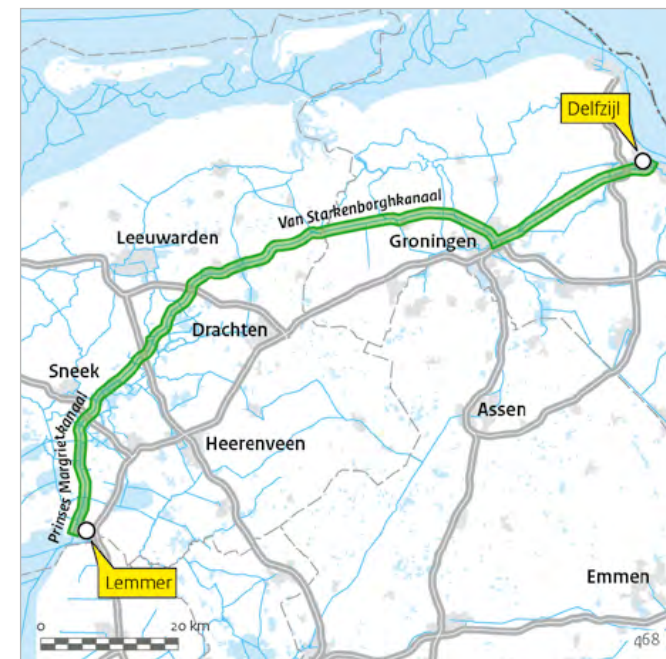 Delfzijl
Van Starkenborghkanaal
Leeuwarden
Groningen
Drachten
Sneek
Prinses Margrietkanaal
Assen
Heerenveen
Lemmer
Emmen
0 20 km
468